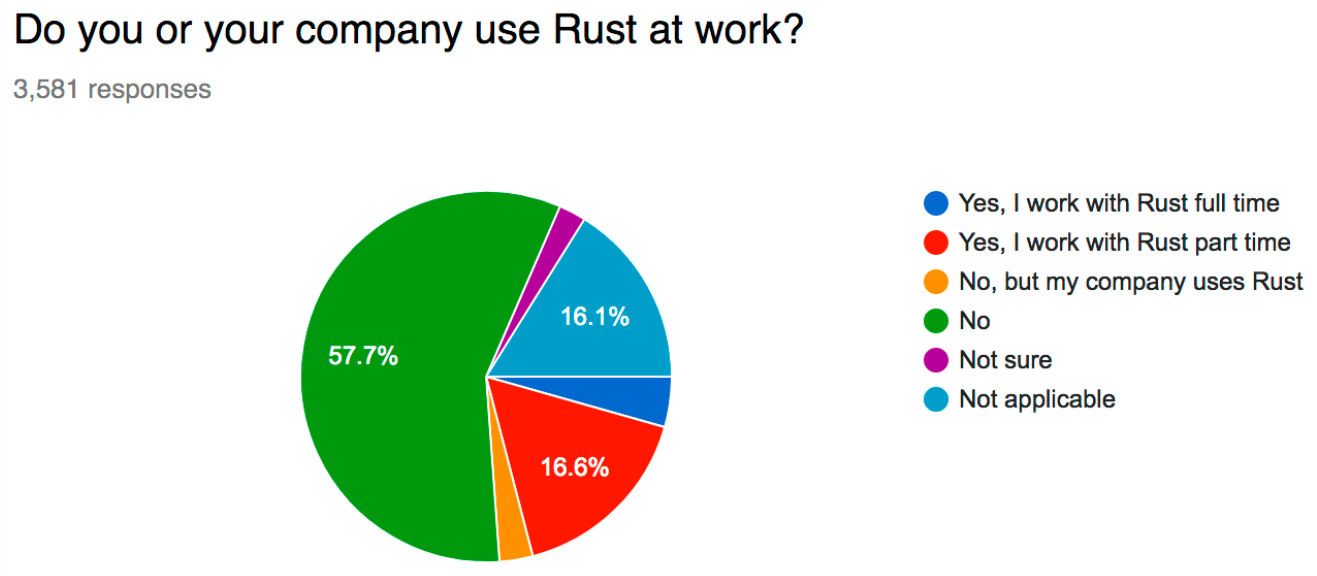 Do you or your company use Rust at work?
3,581 responses
57.7%
16.1%
16.6%
Yes, I work with Rust full time
Yes, I work with Rust part time
No, but my company uses Rust
No
Not sure
Not applicable